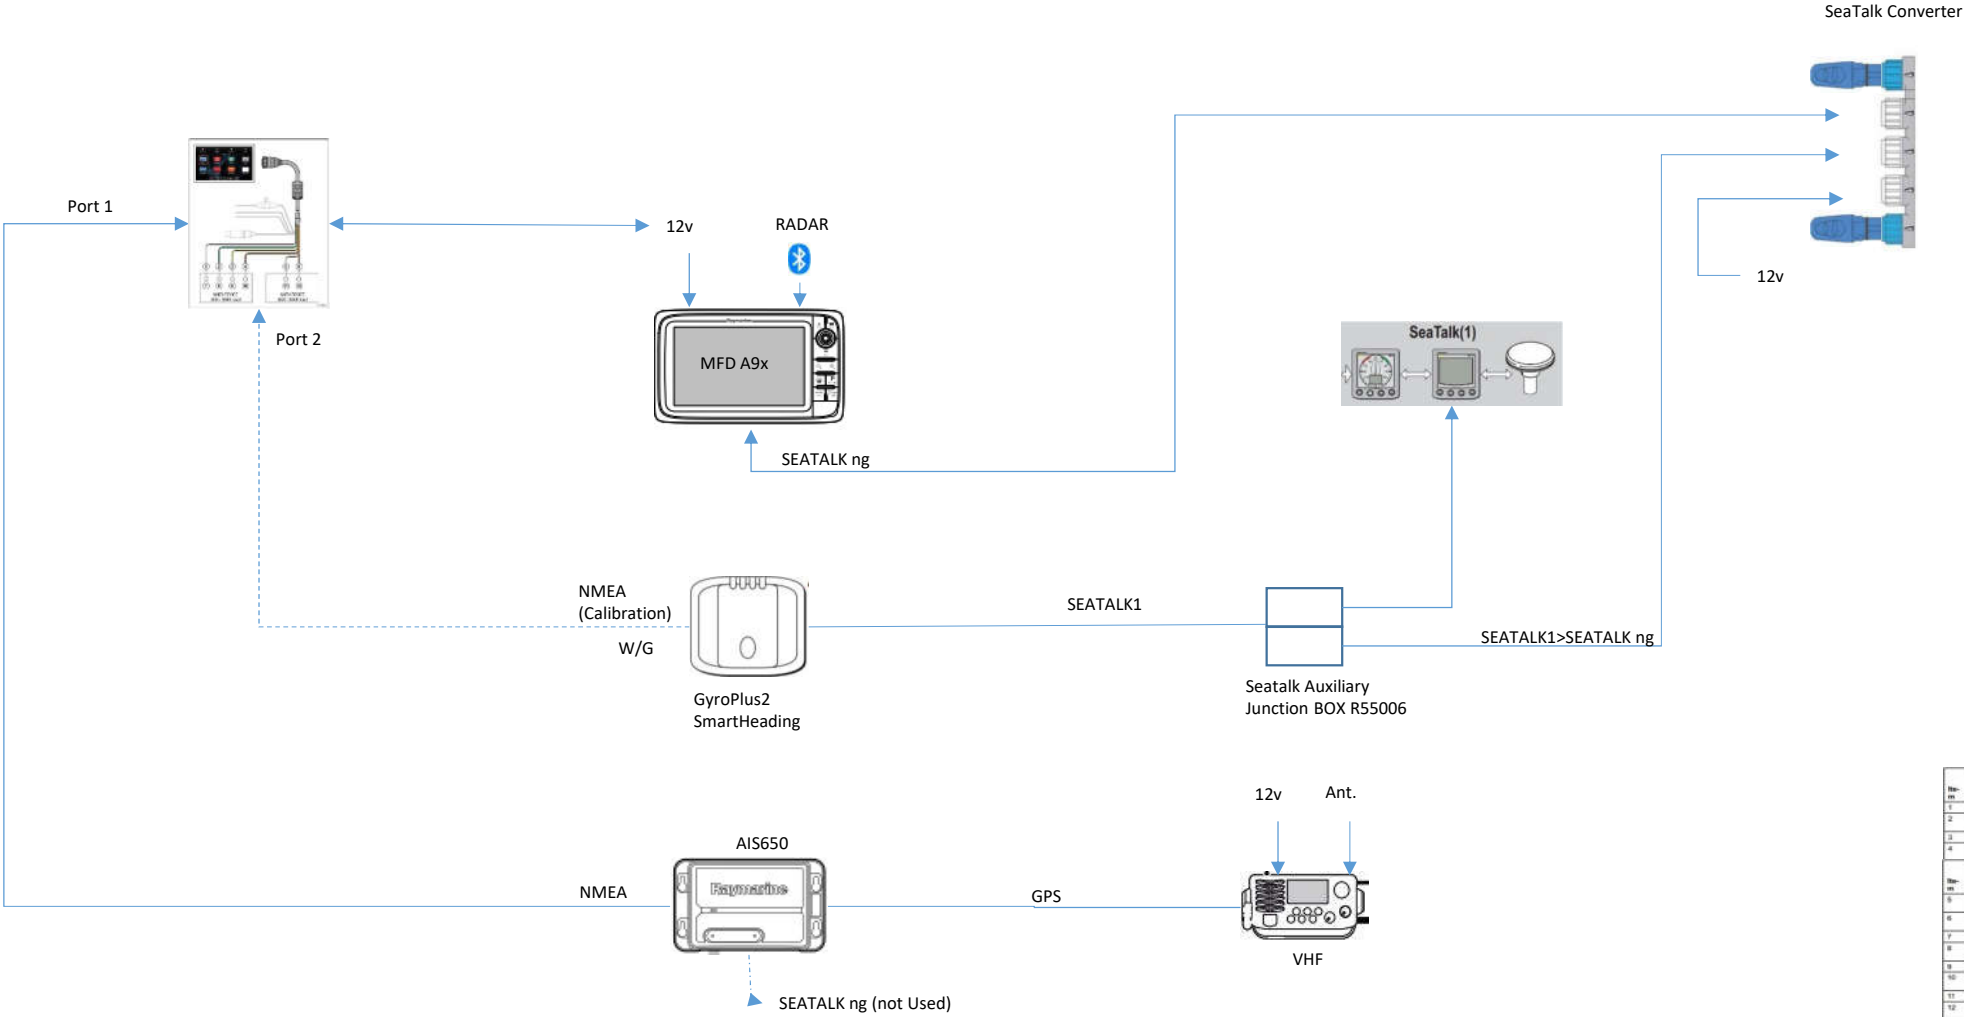 SeaTalk Converter
Port 1
12v
RADAR
12v
Port 2
SeaTalk(1)
MFD A9x
SEATALK ng
NMEA
(Calibration)
SEATALK1
W/G
SEATALK1>SEATALK ng
GyroPlus2
SmartHeading
Seatalk Auxiliary
Junction BOX R55006
12v
Ant.
AIS650
Raymarine
NMEA
GPS
VHF
SEATALK ng (not Used)